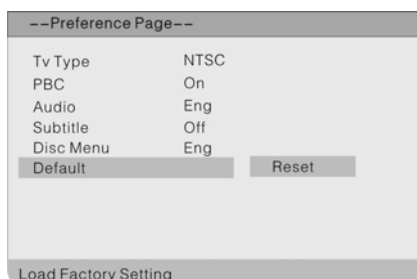 --Preference Page--
Tv Type NTSC
PBC On
Audio Eng
Subtitle Off
Disc Menu Eng
Default Reset
Load Factory Setting